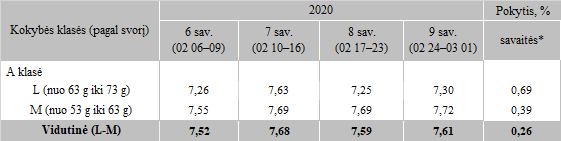 Kokybės klasės (pagal svorį) 2020 Pokytis, %
6 sav. (02 06–09) 7 sav. (02 10–16) 8 sav. (02 17–23) 9 sav. (02 24–03 01) savaitės*
A klasė
L (nuo 63 g iki 73 g) 7,26 7,63 7,25 7,30 0,69
M (nuo 53 g iki 63 g) 7,55 7,69 7,69 7,72 0,39
Vidutinė (L-M) 7,52 7,68 7,59 7,61 0,26